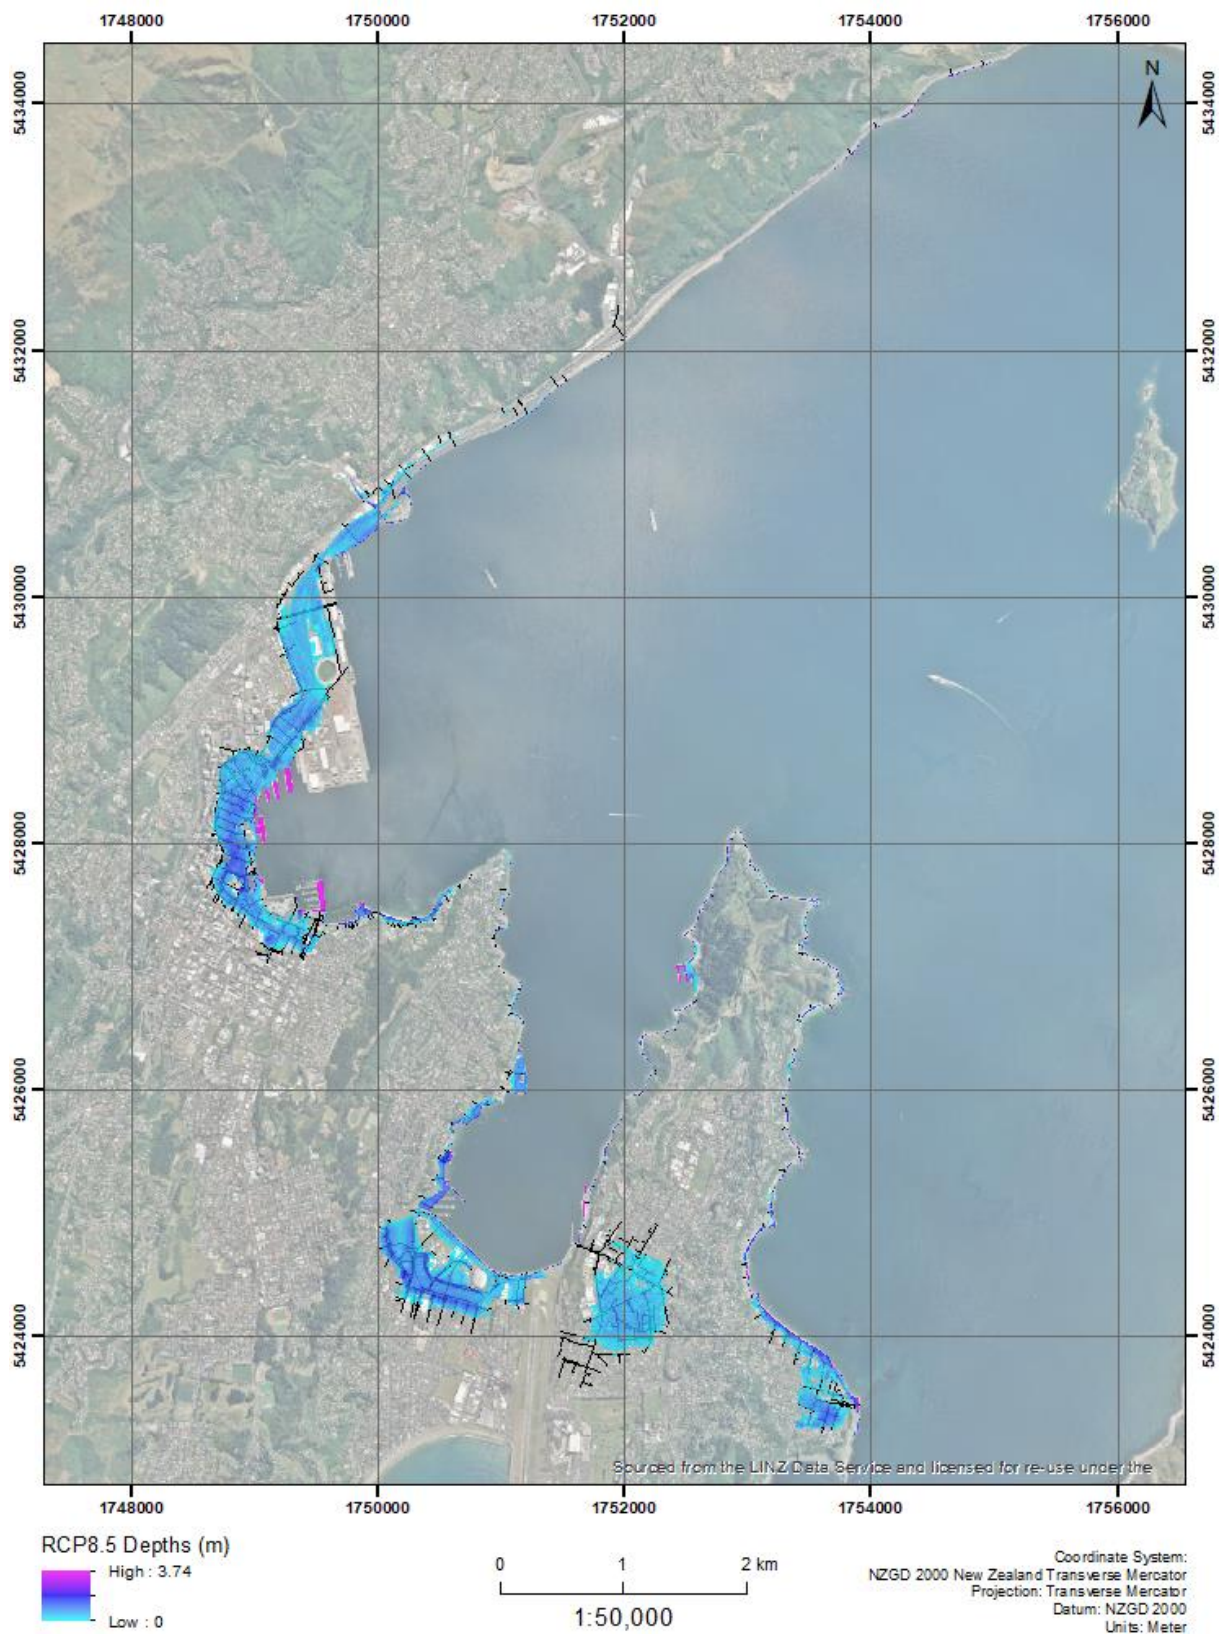 1748000 1750000 1752000 1754000 1756000
N
5434000 5434000
5432000 5432000
5430000 5430000
5428000 5428000
5426000 5426000
5424000 5424000
Sourced from the LINZ Data Service and licensed for re-use under the
1748000 1750000 1752000 1754000 1756000
RCP8.5 Depths (m)
High : 3.74
Low : 0
0 1 2 km
1:50,000
Coordinate System:
NZGD 2000 New Zealand Transverse Mercator
Projection: Transverse Mercator
Datum: NZGD 2000
Units: Meter